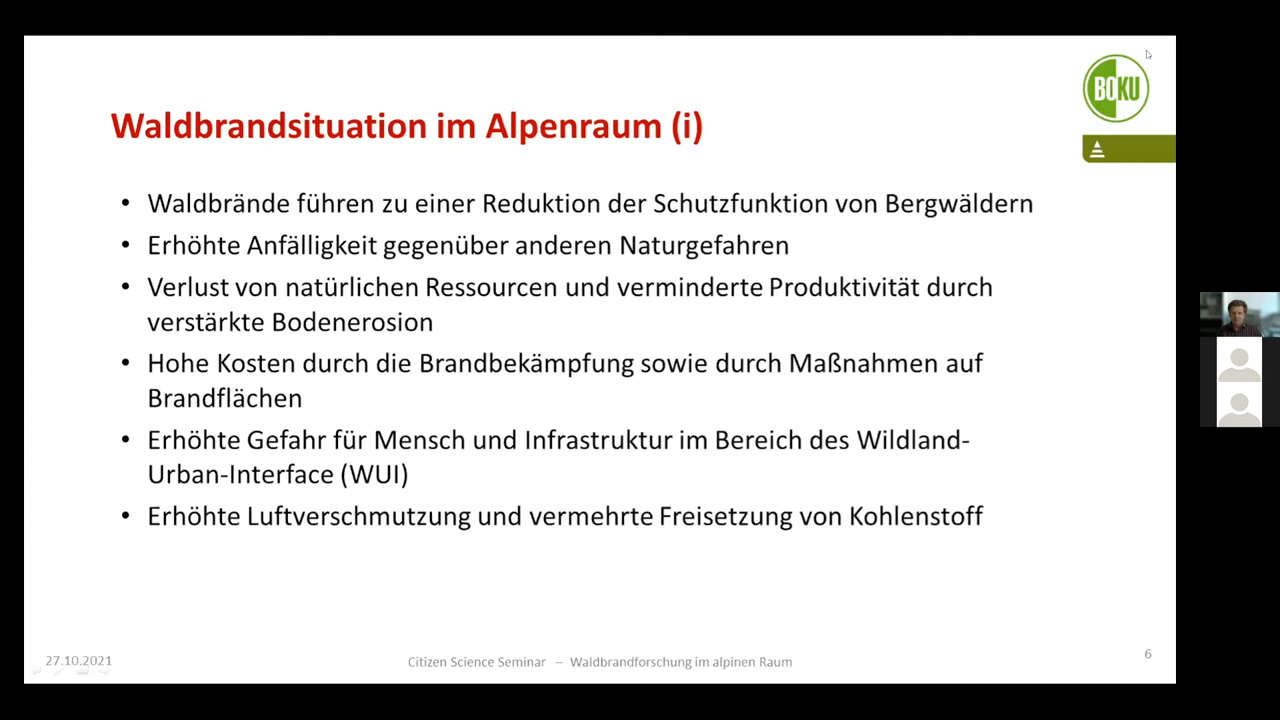 BOKU
Waldbrandsituation im Alpenraum (i)
• Waldbrände führen zu einer Reduktion der Schutzfunktion von Bergwäldern
• Erhöhte Anfälligkeit gegenüber anderen Naturgefahren
• Verlust von natürlichen Ressourcen und verminderte Produktivität durch
verstärkte Bodenerosion
• Hohe Kosten durch die Brandbekämpfung sowie durch Maßnahmen auf
Brandflächen
• Erhöhte Gefahr für Mensch und Infrastruktur im Bereich des Wildland-
Urban-Interface (WUI)
• Erhöhte Luftverschmutzung und vermehrte Freisetzung von Kohlenstoff
27.10.2021
Citizen Science Seminar – Waldbrandforschung im alpinen Raum
6